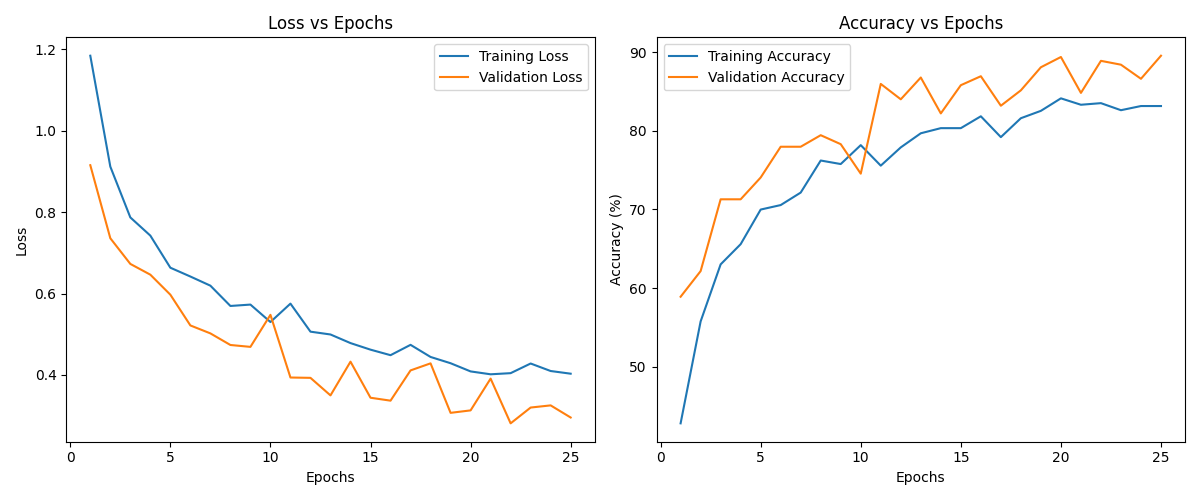 Loss vs Epochs
Training Loss
Validation Loss
1.2
1.0
0.8
0.6
0.4
Loss
0 5 10 15 20 25
Epochs
Accuracy vs Epochs
Training Accuracy
Validation Accuracy
90
80
70
60
50
Accuracy (%)
0 5 10 15 20 25
Epochs